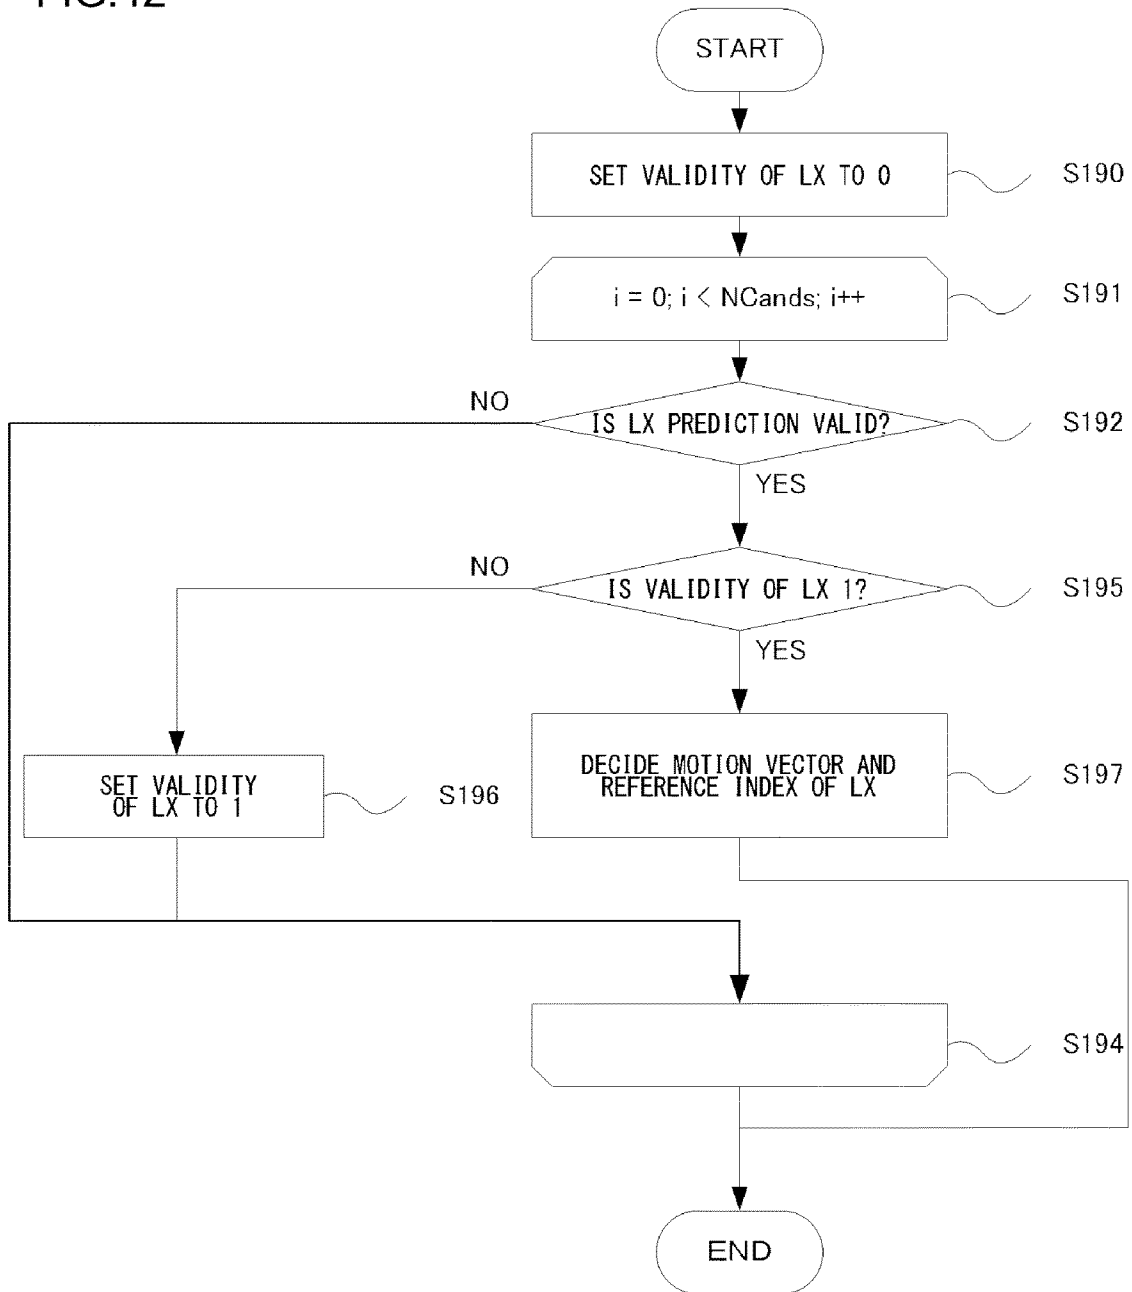 START
SET VALIDITY OF LX TO 0
S190
i = 0; i < NCands; i++
S191
NO
IS LX PREDICTION VALID?
S192
YES
NO
IS VALIDITY OF LX 1?
S195
YES
SET VALIDITY
OF LX TO 1
S196
DECIDE MOTION VECTOR AND
REFERENCE INDEX OF LX
S197
S194
END